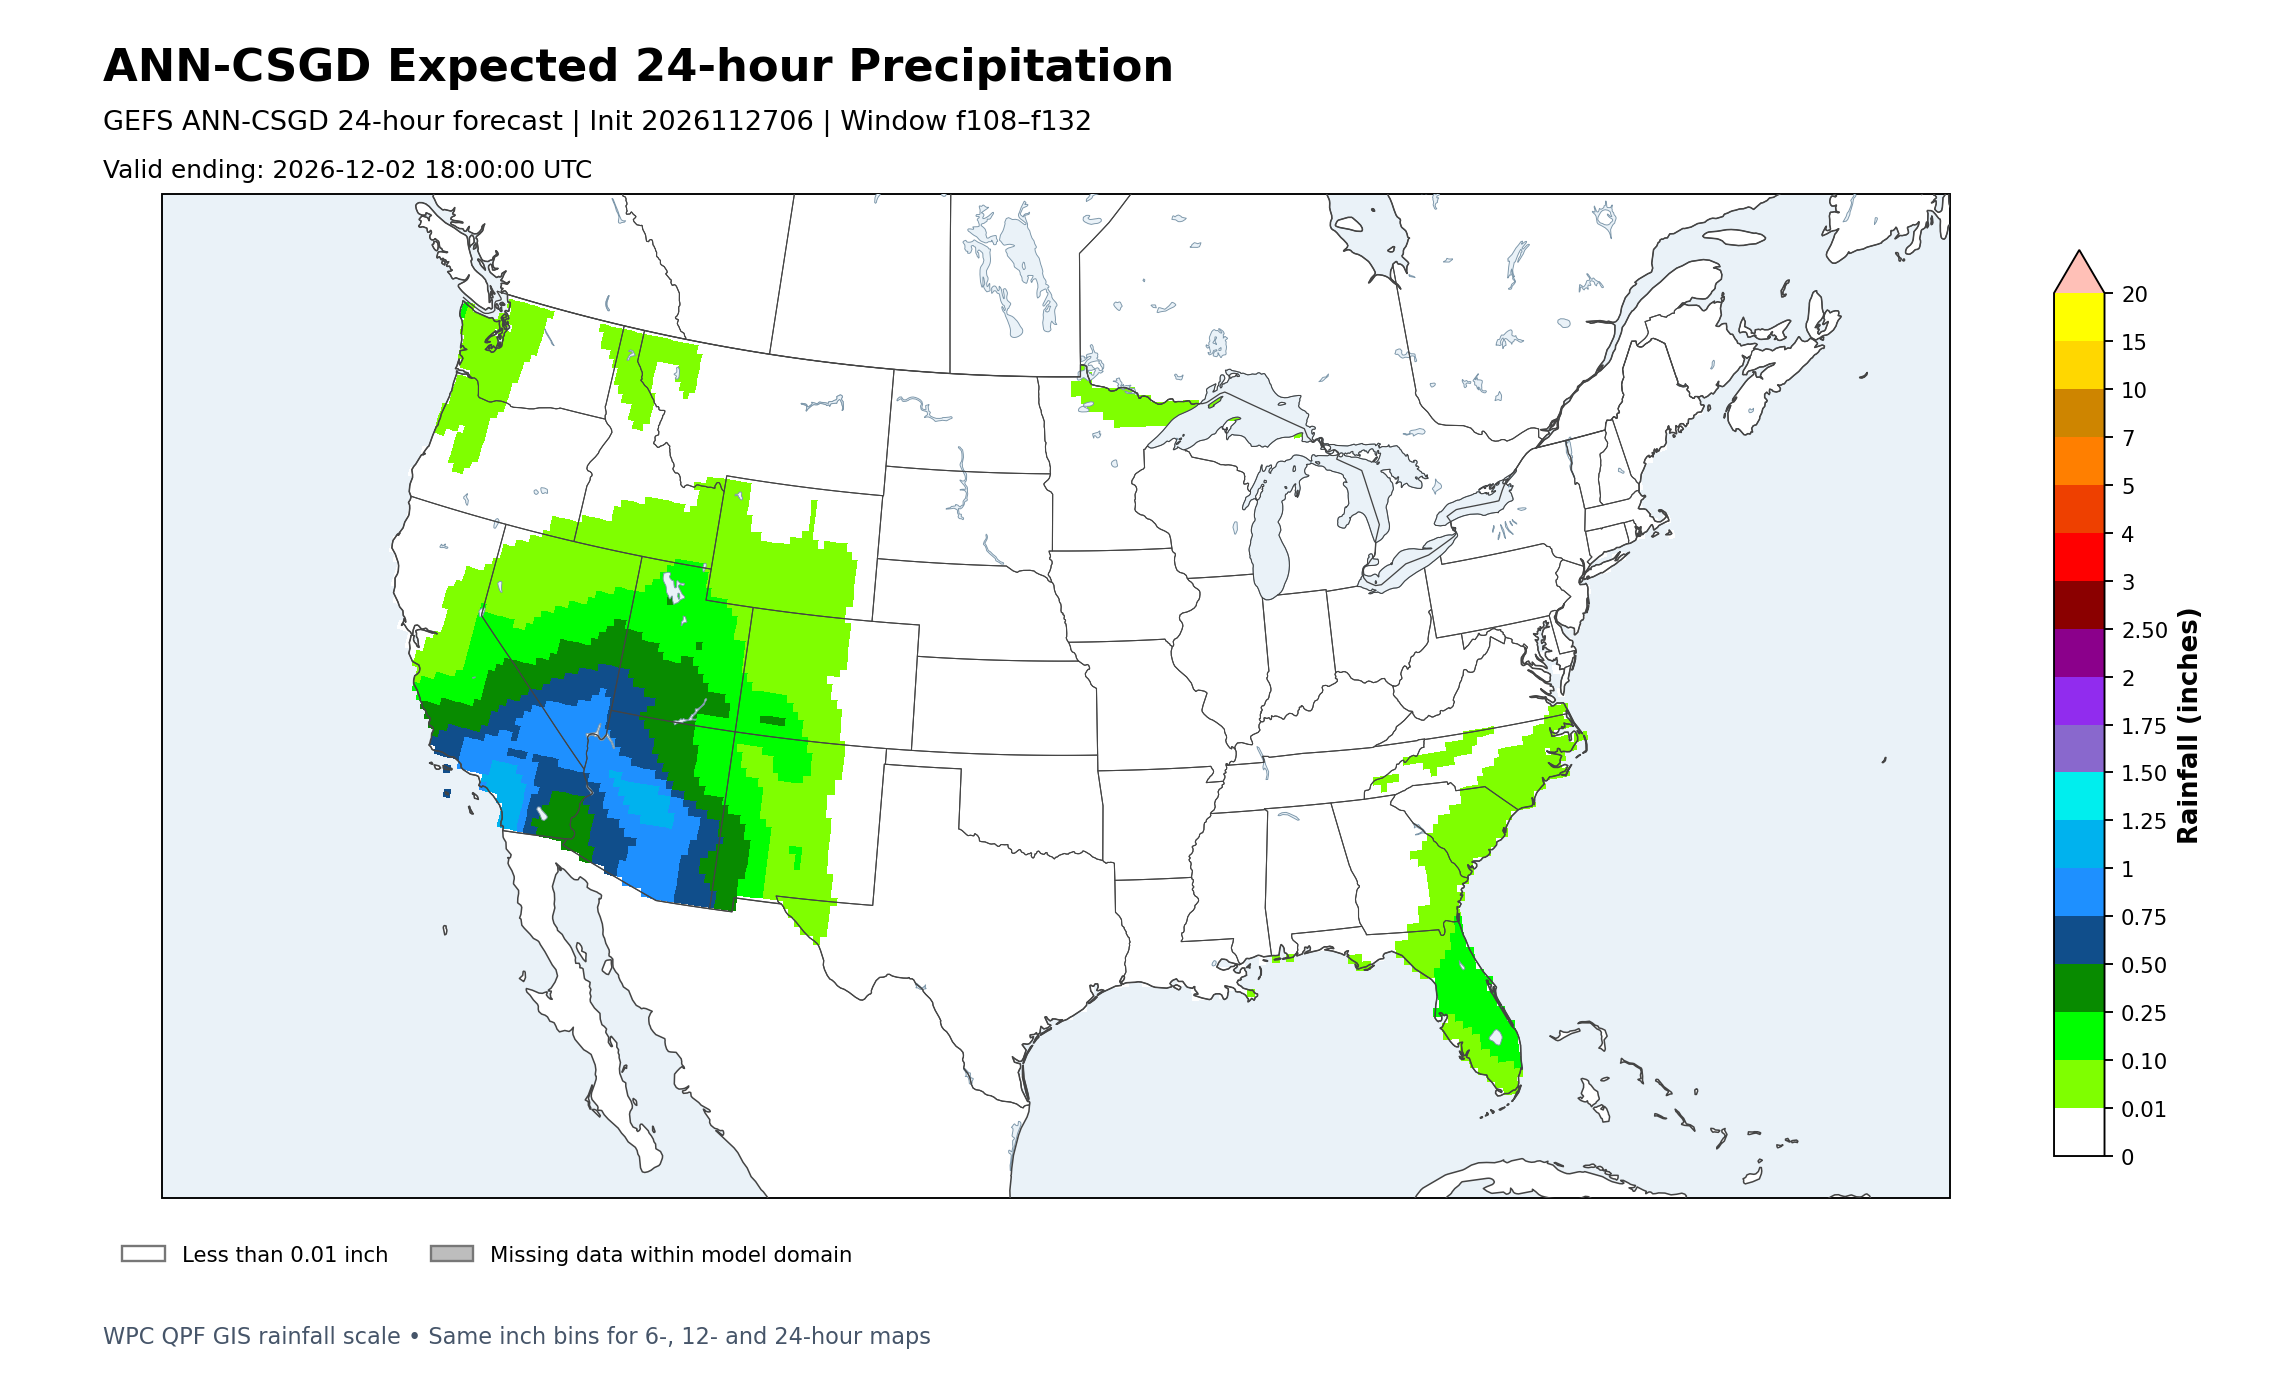 ANN-CSGD Expected 24-hour Precipitation
GEFS ANN-CSGD 24-hour forecast | Init 2026112706 | Window f108–f132
Valid ending: 2026-12-02 18:00:00 UTC
20
15
10
7
5
4
3
2.50
2
1.75
1.50
1.25
1
0.75
0.50
0.25
0.10
0.01
0
Rainfall (inches)
Less than 0.01 inch
Missing data within model domain
WPC QPF GIS rainfall scale • Same inch bins for 6-, 12- and 24-hour maps